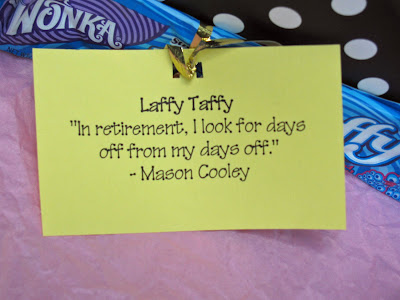 WONKA
Laffy Taffy
"In retirement, I look for days
off from my days off."
- Mason Cooley